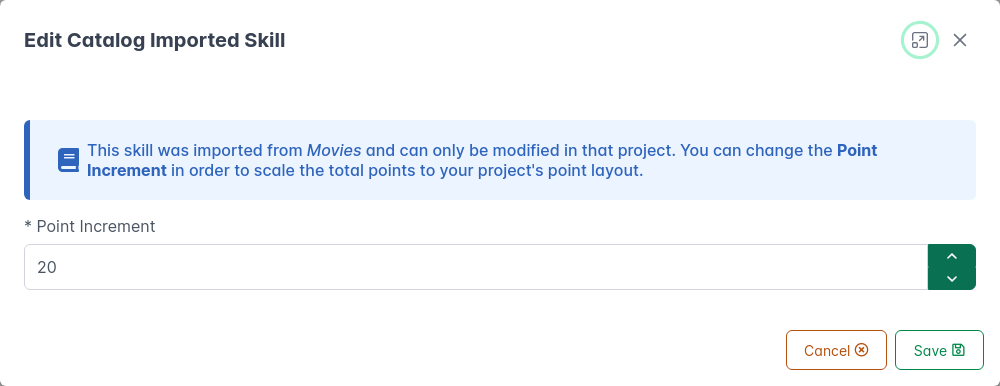 Edit Catalog Imported Skill
This skill was imported from Movies and can only be modified in that project. You can change the Point
Increment in order to scale the total points to your project's point layout.
* Point Increment
20
Cancel
Save